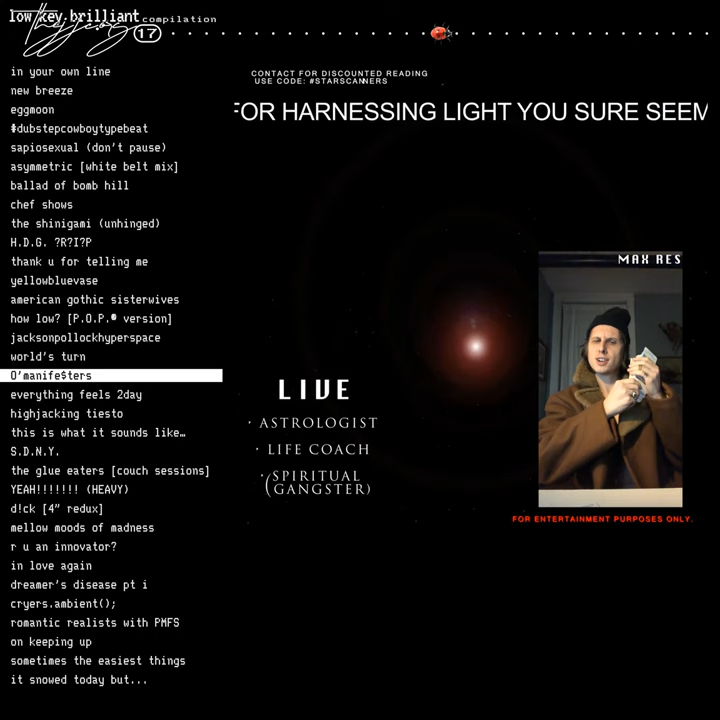 low key brilliant compilation
thejcog
17
in your own line
new breeze
eggmoon
#dubstepcowboytypebeat
sapiosexual (don't pause)
asymmetric [white belt mix]
ballad of bomb hill
chef shows
the shinigami (unhinged)
H.D.G. ?R?I?P
thank u for telling me
yellowbluevase
american gothic sisterwives
how low? [P.O.P.® version]
jacksonpollockhyperspace
world's turn
O'manife$ters
everything feels 2day
highjacking tiesto
this is what it sounds like…
S.D.N.Y.
the glue eaters [couch sessions]
YEAH!!!!!!! (HEAVY)
d!ck [4” redux]
mellow moods of madness
r u an innovator?
in love again
dreamer's disease pt i
cryers.ambient();
romantic realists with PMFS
on keeping up
sometimes the easiest things
it snowed today but...
CONTACT FOR DISCOUNTED READING
USE CODE: #STARSCANNERS
FOR HARNESSING LIGHT YOU SURE SEEM
MAX RES
LIVE
· ASTROLOGIST
· LIFE COACH
· (SPIRITUAL
GANGSTER)
FOR ENTERTAINMENT PURPOSES ONLY.